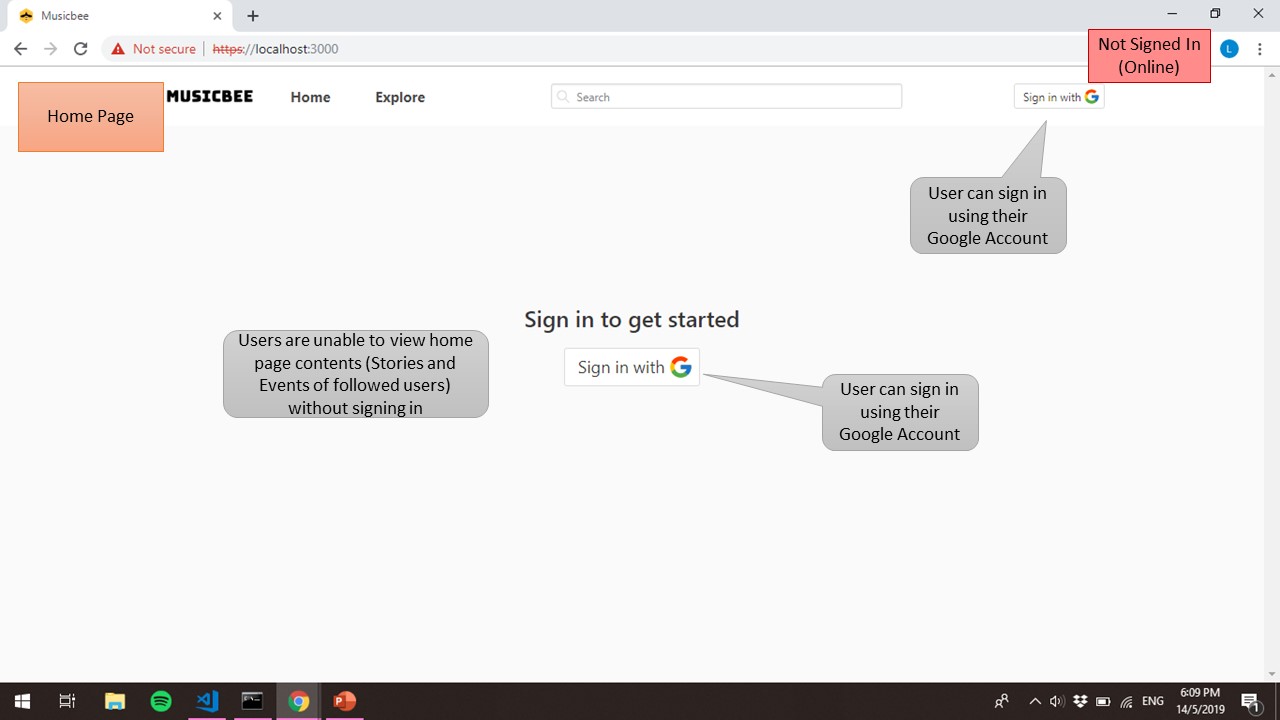 Musicbee
Not secure
https://localhost:3000
L
Not Signed In
(Online)
Home Page
MUSICBEE
Home
Explore
Search
Sign in with
User can sign in
using their
Google Account
Sign in to get started
Sign in with
Users are unable to view home
page contents (Stories and
Events of followed users)
without signing in
User can sign in
using their
Google Account
ENG
6:09 PM
14/5/2019
1